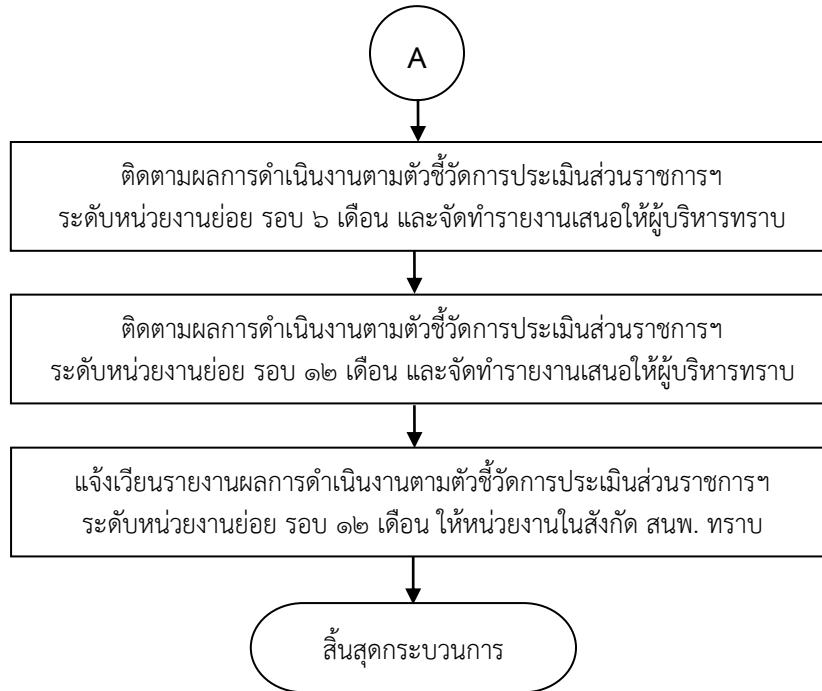 A
ติดตามผลการดำเนินงานตามตัวชี้วัดการประเมินส่วนราชการฯ
ระดับหน่วยงานย่อย รอบ ๖ เดือน และจัดทำรายงานเสนอให้ผู้บริหารทราบ
ติดตามผลการดำเนินงานตามตัวชี้วัดการประเมินส่วนราชการฯ
ระดับหน่วยงานย่อย รอบ ๑๒ เดือน และจัดทำรายงานเสนอให้ผู้บริหารทราบ
แจ้งเวียนรายงานผลการดำเนินงานตามตัวชี้วัดการประเมินส่วนราชการฯ
ระดับหน่วยงานย่อย รอบ ๑๒ เดือน ให้หน่วยงานในสังกัด สนพ. ทราบ
สิ้นสุดกระบวนการ